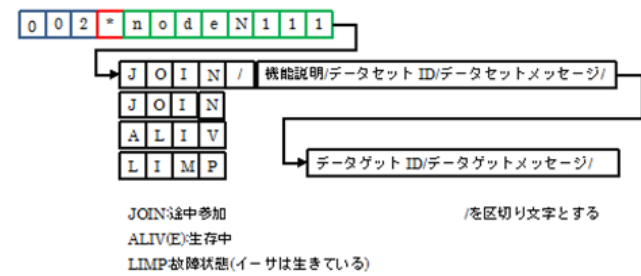 002*nodeN111
JOIN/機能説明/データセット ID/データセットメッセージ/
JOIN
ALIV
LIMP
データゲット ID/データゲットメッセージ/
JOIN:途中参加
/を区切り文字とする
ALIV(E):生存中
LIMP:故障状態(イーサは生きている)